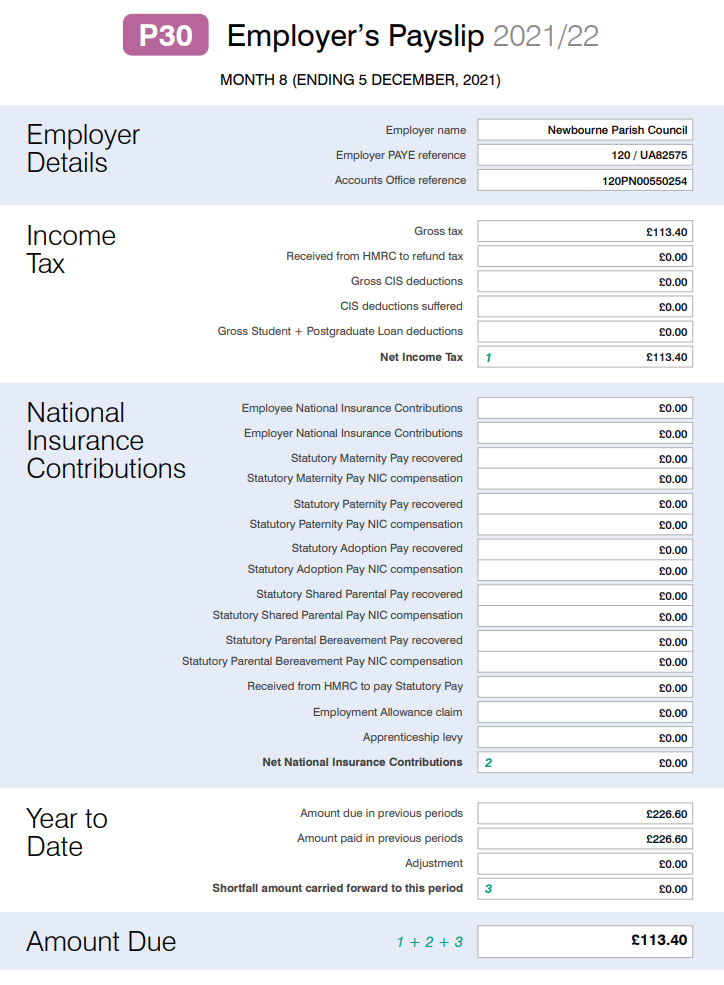 P30 Employer's Payslip 2021/22
MONTH 8 (ENDING 5 DECEMBER, 2021)
Employer
Details
Employer name Newbourne Parish Council
Employer PAYE reference 120 / UA82575
Accounts Office reference 120PN00550254
Income
Tax
Gross tax £113.40
Received from HMRC to refund tax £0.00
Gross CIS deductions £0.00
CIS deductions suffered £0.00
Gross Student + Postgraduate Loan deductions £0.00
Net Income Tax 1 £113.40
National
Insurance
Contributions
Employee National Insurance Contributions £0.00
Employer National Insurance Contributions £0.00
Statutory Maternity Pay recovered £0.00
Statutory Maternity Pay NIC compensation £0.00
Statutory Paternity Pay recovered £0.00
Statutory Paternity Pay NIC compensation £0.00
Statutory Adoption Pay recovered £0.00
Statutory Adoption Pay NIC compensation £0.00
Statutory Shared Parental Pay recovered £0.00
Statutory Shared Parental Pay NIC compensation £0.00
Statutory Parental Bereavement Pay recovered £0.00
Statutory Parental Bereavement Pay NIC compensation £0.00
Received from HMRC to pay Statutory Pay £0.00
Employment Allowance claim £0.00
Apprenticeship levy £0.00
Net National Insurance Contributions 2 £0.00
Year to
Date
Amount due in previous periods £226.60
Amount paid in previous periods £226.60
Adjustment £0.00
Shortfall amount carried forward to this period 3 £0.00
Amount Due 1 + 2 + 3 £113.40